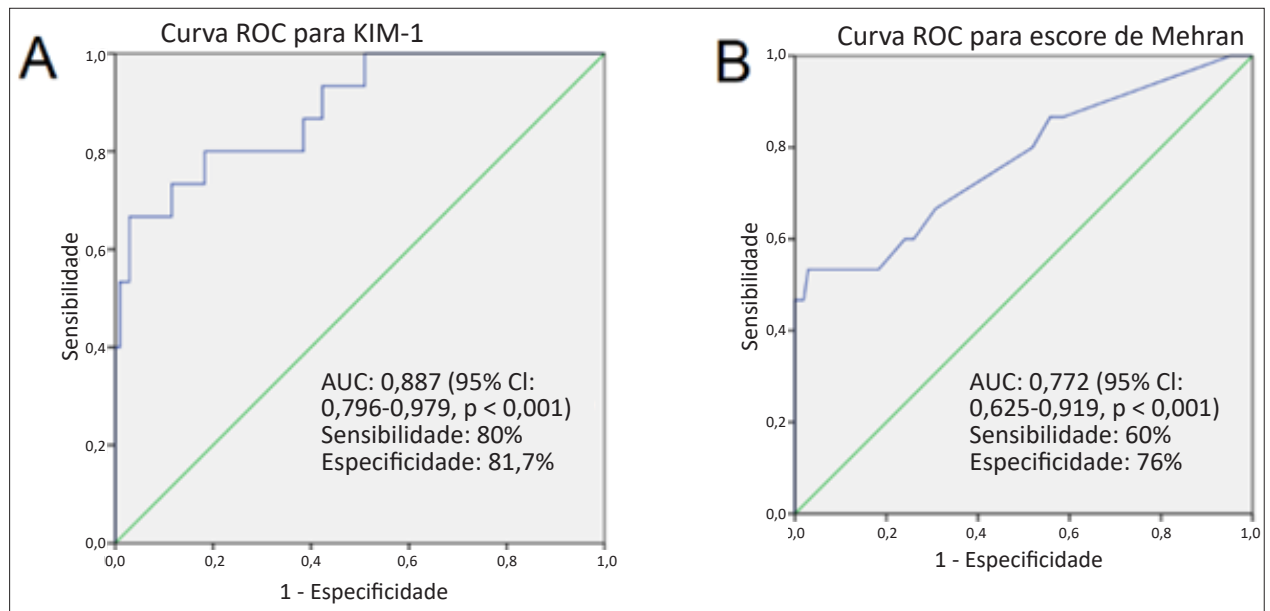 A
Curva ROC para KIM-1
1,0
0,8
0,6
0,4
0,2
0,0
Sensibilidade
AUC: 0,887 (95% Cl:
0,796-0,979, p < 0,001)
Sensibilidade: 80%
Especificidade: 81,7%
0,0 0,2 0,4 0,6 0,8 1,0
1 - Especificidade
B
Curva ROC para escore de Mehran
1,0
0,8
0,6
0,4
0,2
0,0
Sensibilidade
AUC: 0,772 (95% Cl:
0,625-0,919, p < 0,001)
Sensibilidade: 60%
Especificidade: 76%
),0 0,2 0,4 0,6 0,8 1,0
1 - Especificidade